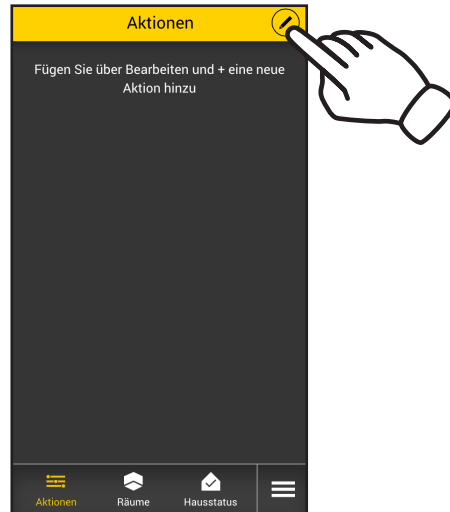 Aktionen
Fügen Sie über Bearbeiten und + eine neue
Aktion hinzu
Aktionen Räume Hausstatus